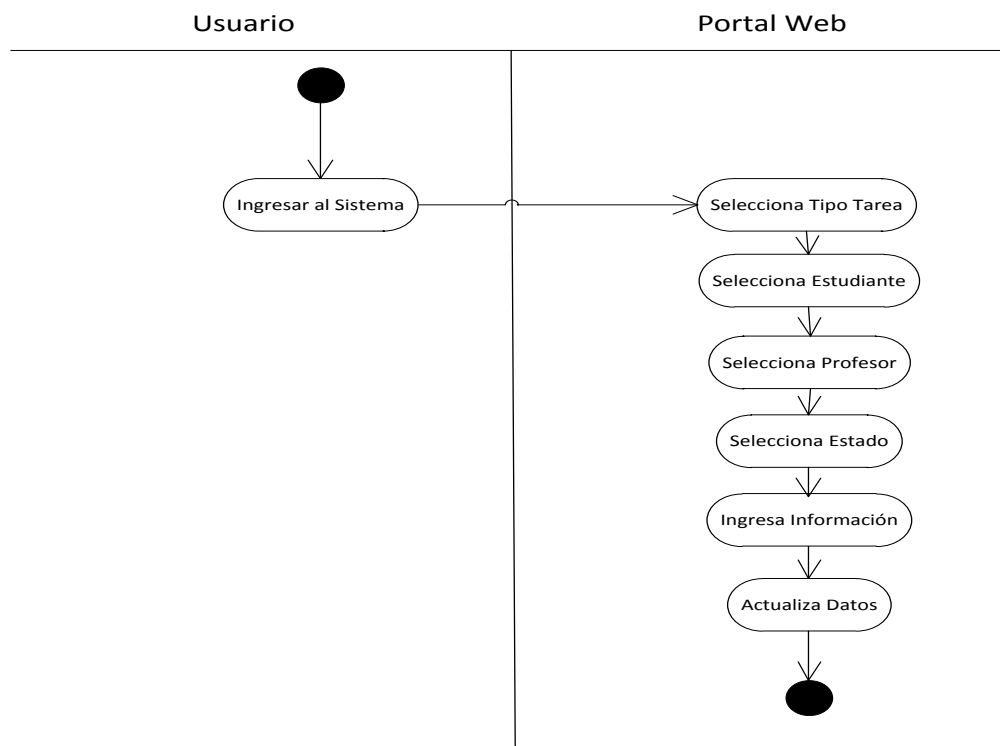 Usuario
Portal Web
Ingresar al Sistema
Selecciona Tipo Tarea
Selecciona Estudiante
Selecciona Profesor
Selecciona Estado
Ingresa Información
Actualiza Datos